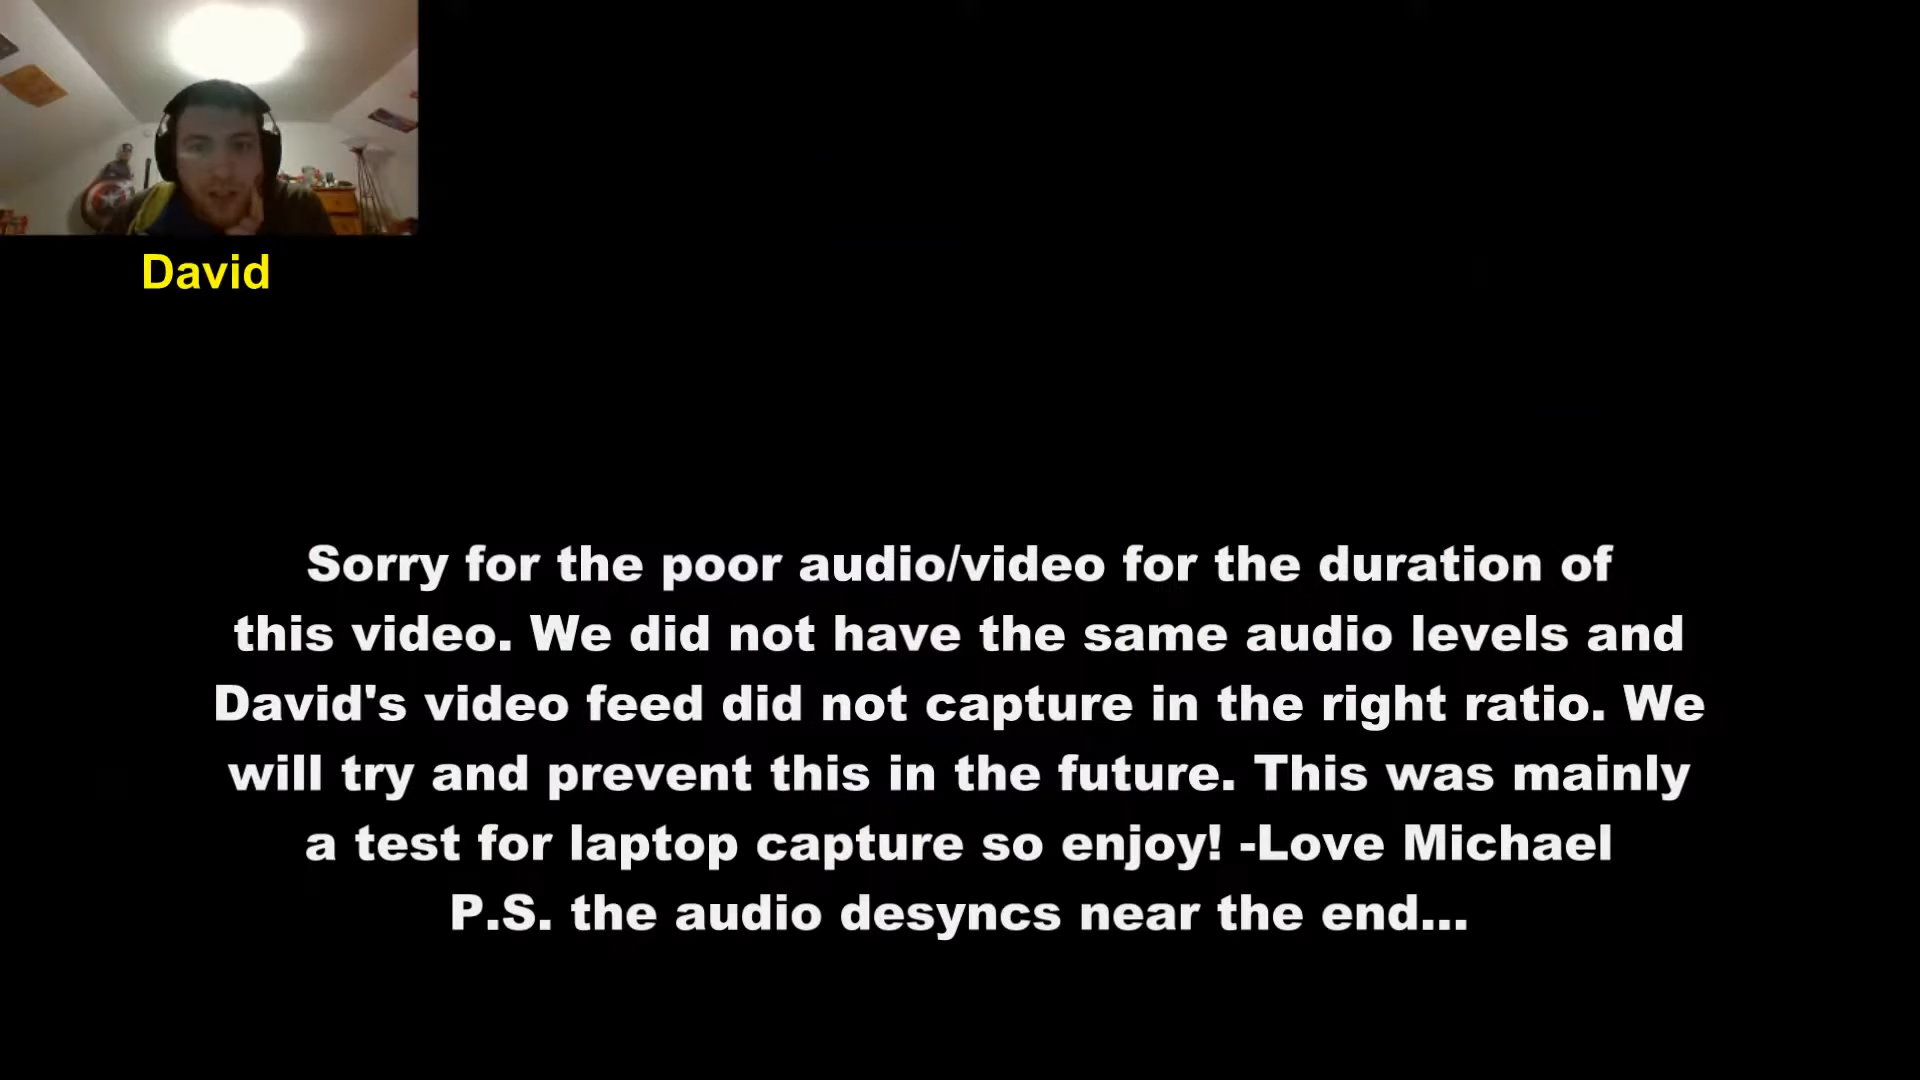 David
Sorry for the poor audio/video for the duration of
this video. We did not have the same audio levels and
David's video feed did not capture in the right ratio. We
will try and prevent this in the future. This was mainly
a test for laptop capture so enjoy! -Love Michael
P.S. the audio desyncs near the end...